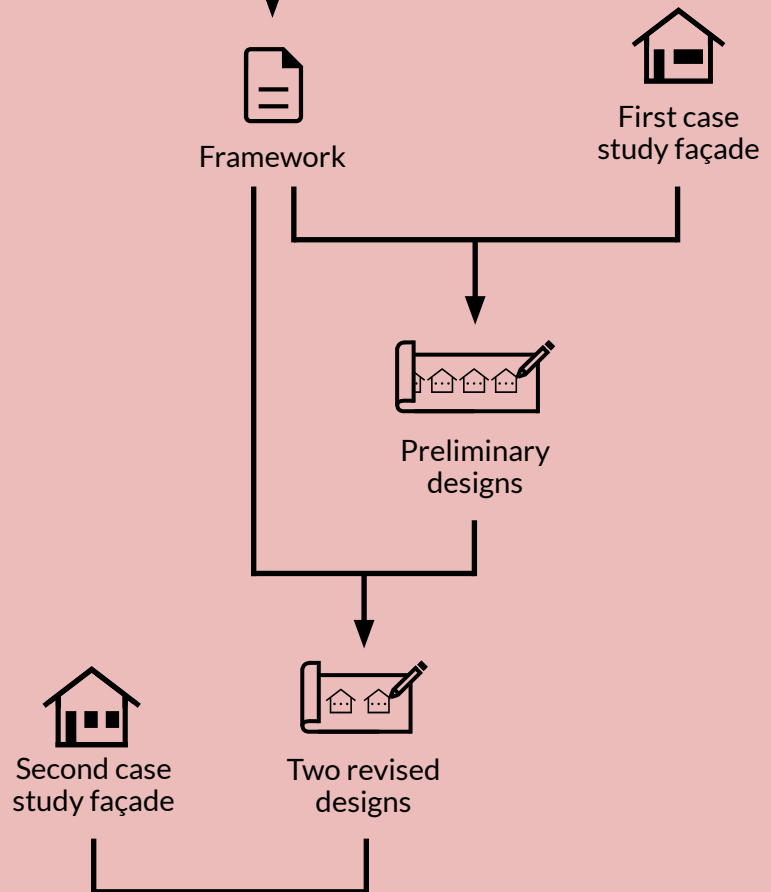 Framework
First case
study façade
Preliminary
designs
Second case
study façade
Two revised
designs